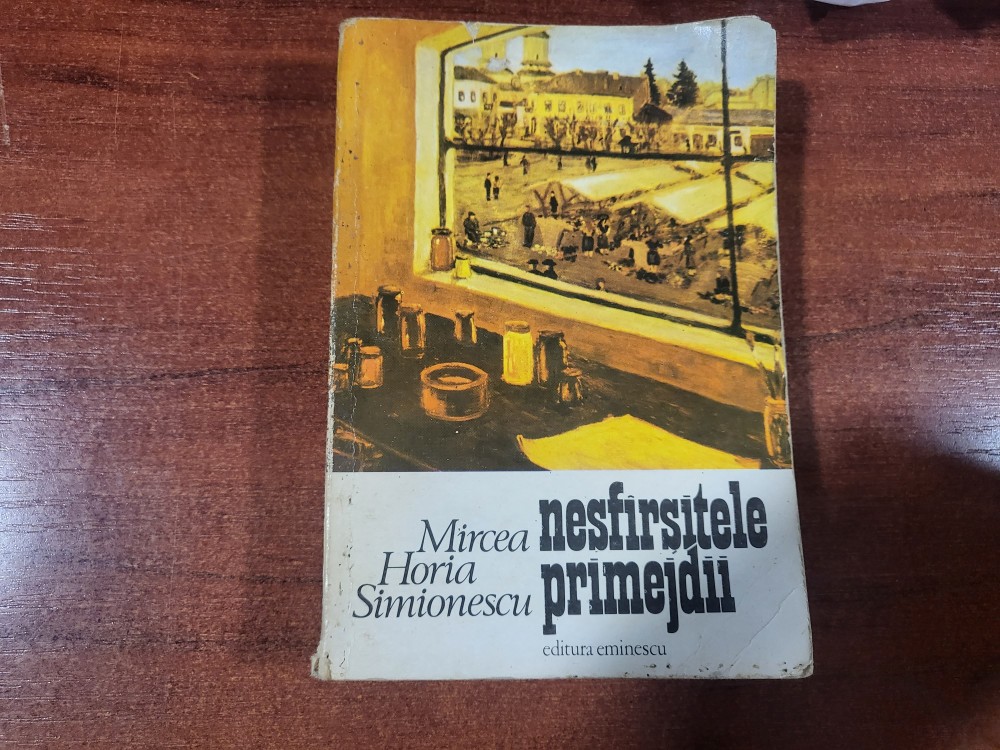 Mircea
Horia
Simionescu
nesfîrșitele
primejdii
editura eminescu